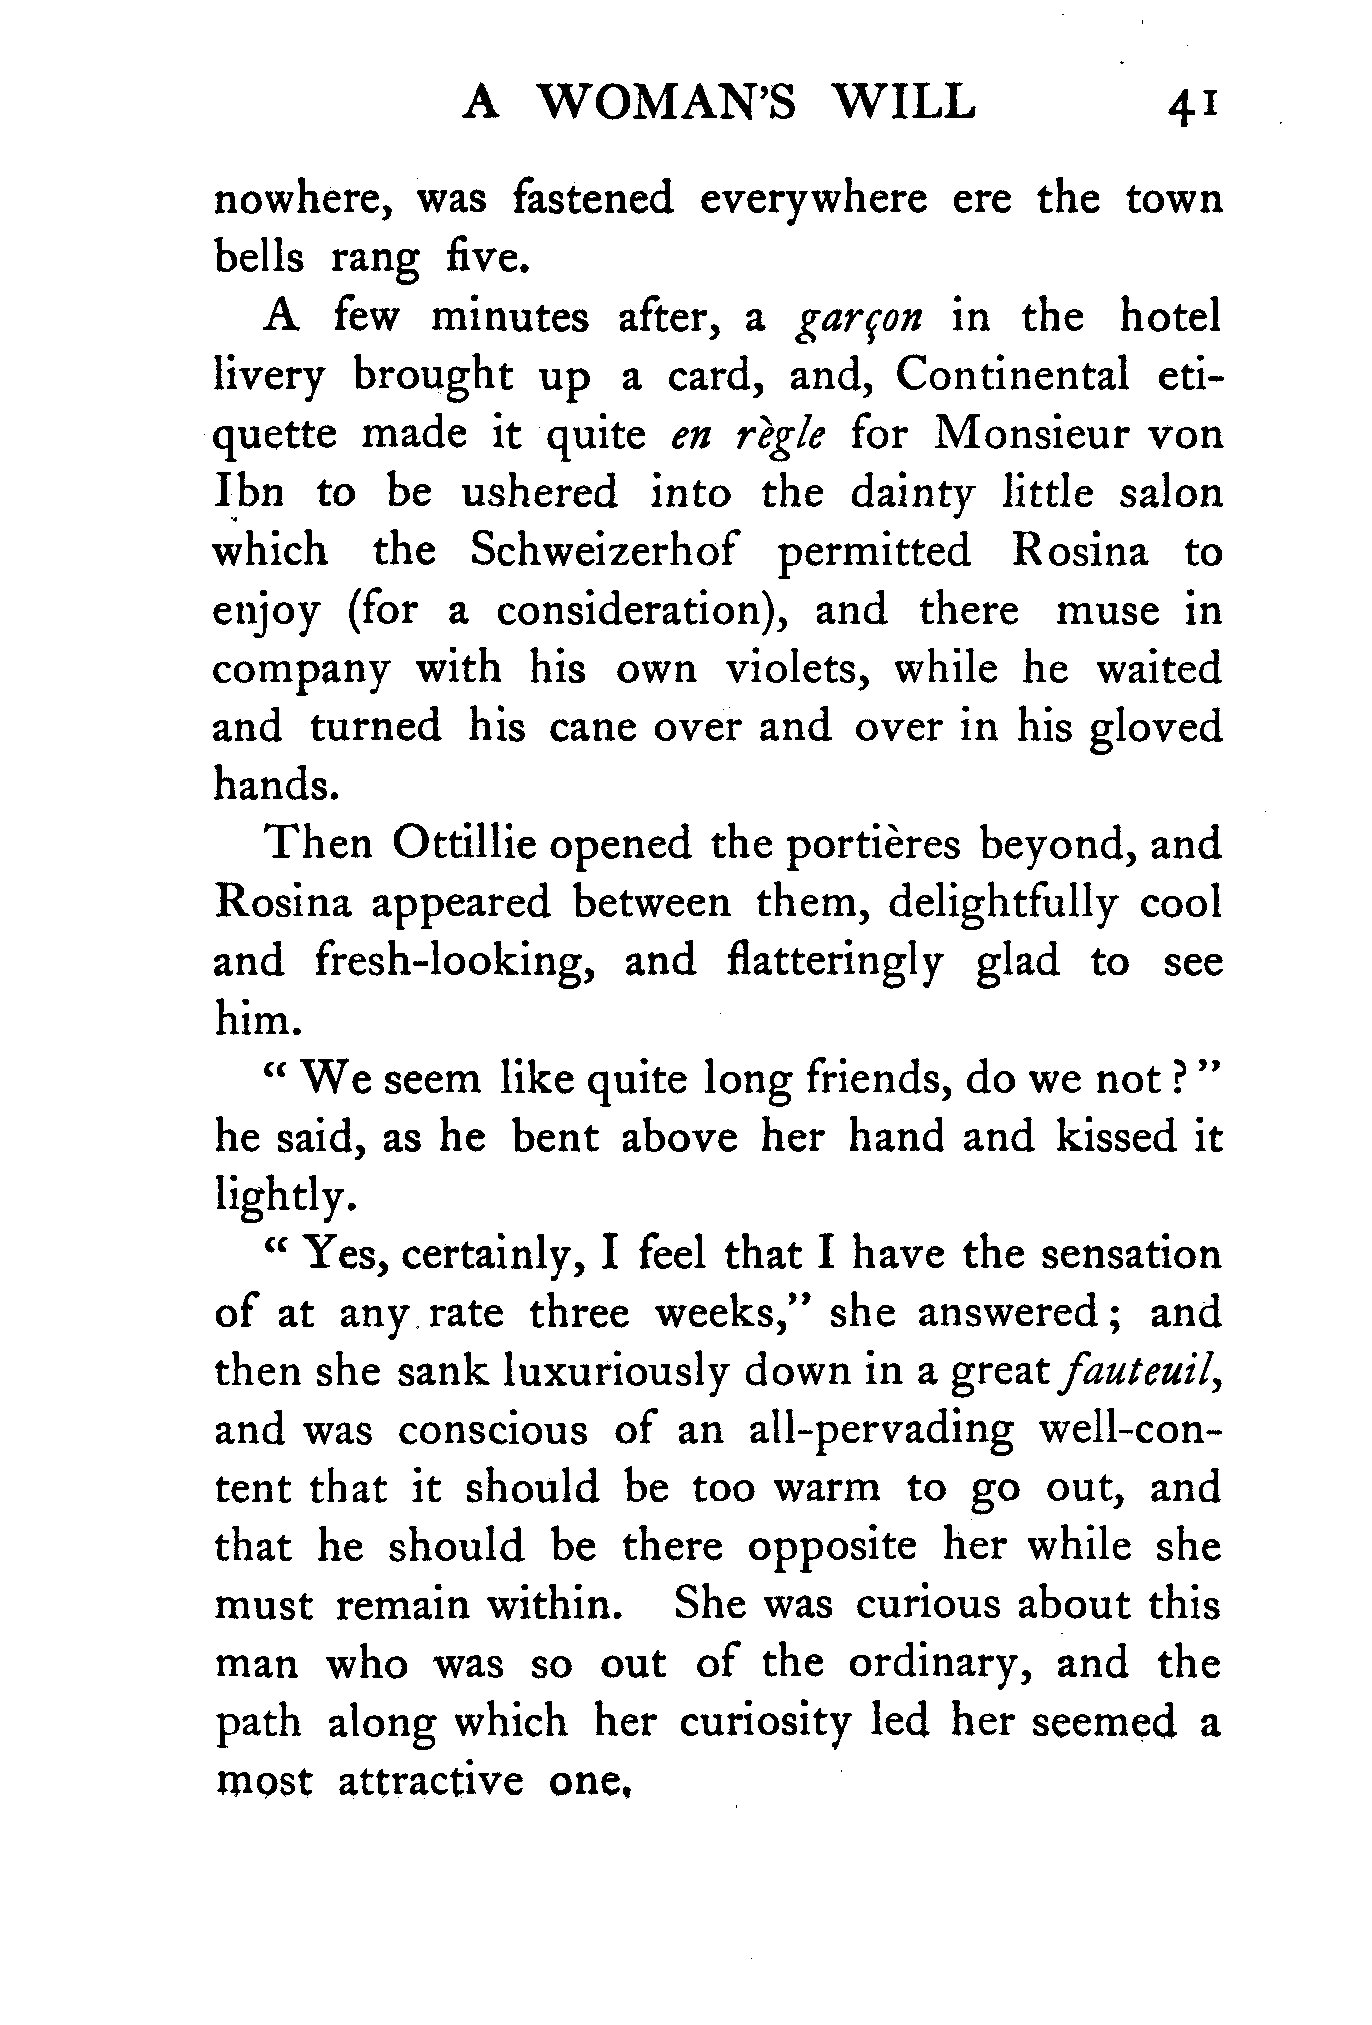 A WOMAN'S WILL 41
nowhere, was fastened everywhere ere the town
bells rang five.
A few minutes after, a garçon in the hotel
livery brought up a card, and, Continental eti-
quette made it quite en règle for Monsieur von
Ibn to be ushered into the dainty little salon
which the Schweizerhof permitted Rosina to
enjoy (for a consideration), and there muse in
company with his own violets, while he waited
and turned his cane over and over in his gloved
hands.
Then Ottillie opened the portières beyond, and
Rosina appeared between them, delightfully cool
and fresh-looking, and flatteringly glad to see
him.
“ We seem like quite long friends, do we not ? ”
he said, as he bent above her hand and kissed it
lightly.
“ Yes, certainly, I feel that I have the sensation
of at any rate three weeks,” she answered ; and
then she sank luxuriously down in a great fauteuil,
and was conscious of an all-pervading well-con-
tent that it should be too warm to go out, and
that he should be there opposite her while she
must remain within. She was curious about this
man who was so out of the ordinary, and the
path along which her curiosity led her seemed a
most attractive one.